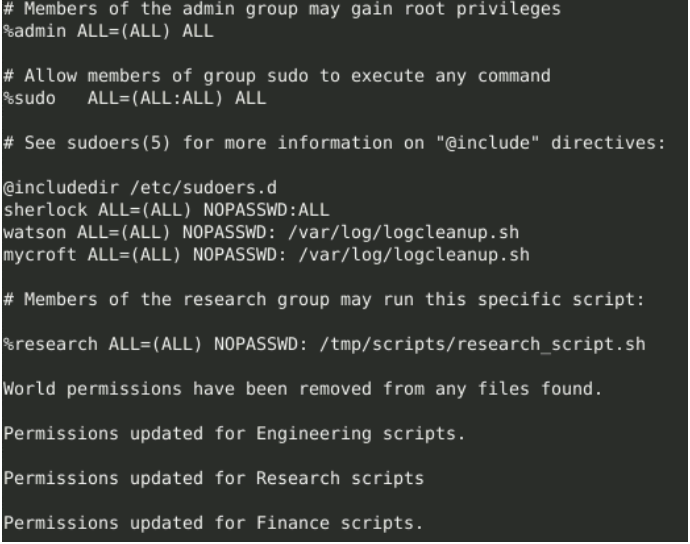 # Members of the admin group may gain root privileges
%admin ALL=(ALL) ALL
# Allow members of group sudo to execute any command
%sudo   ALL=(ALL:ALL) ALL
# See sudoers(5) for more information on "@include" directives:
@includedir /etc/sudoers.d
sherlock ALL=(ALL) NOPASSWD:ALL
watson ALL=(ALL) NOPASSWD: /var/log/logcleanup.sh
mycroft ALL=(ALL) NOPASSWD: /var/log/logcleanup.sh
# Members of the research group may run this specific script:
%research ALL=(ALL) NOPASSWD: /tmp/scripts/research_script.sh
World permissions have been removed from any files found.
Permissions updated for Engineering scripts.
Permissions updated for Research scripts
Permissions updated for Finance scripts.